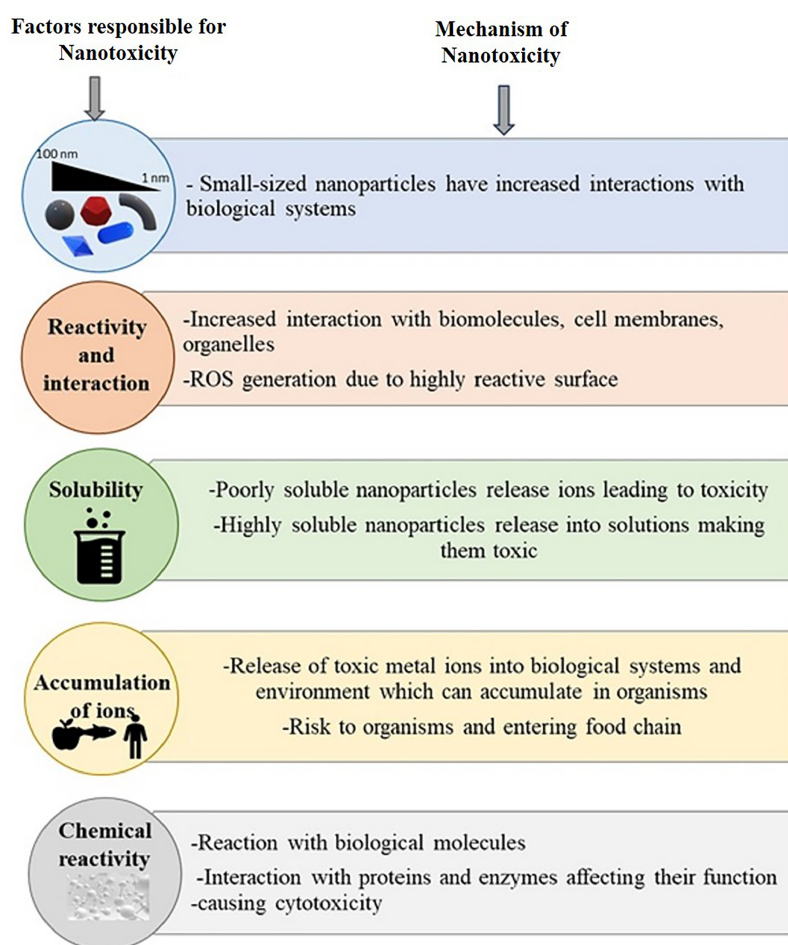 Factors responsible for
Nanotoxicity
Mechanism of
Nanotoxicity
100 nm
1 nm
- Small-sized nanoparticles have increased interactions with
biological systems
Reactivity
and
interaction
-Increased interaction with biomolecules, cell membranes,
organelles
-ROS generation due to highly reactive surface
Solubility
-Poorly soluble nanoparticles release ions leading to toxicity
-Highly soluble nanoparticles release into solutions making
them toxic
Accumulation
of ions
-Release of toxic metal ions into biological systems and
environment which can accumulate in organisms
-Risk to organisms and entering food chain
Chemical
reactivity
-Reaction with biological molecules
-Interaction with proteins and enzymes affecting their function
-causing cytotoxicity